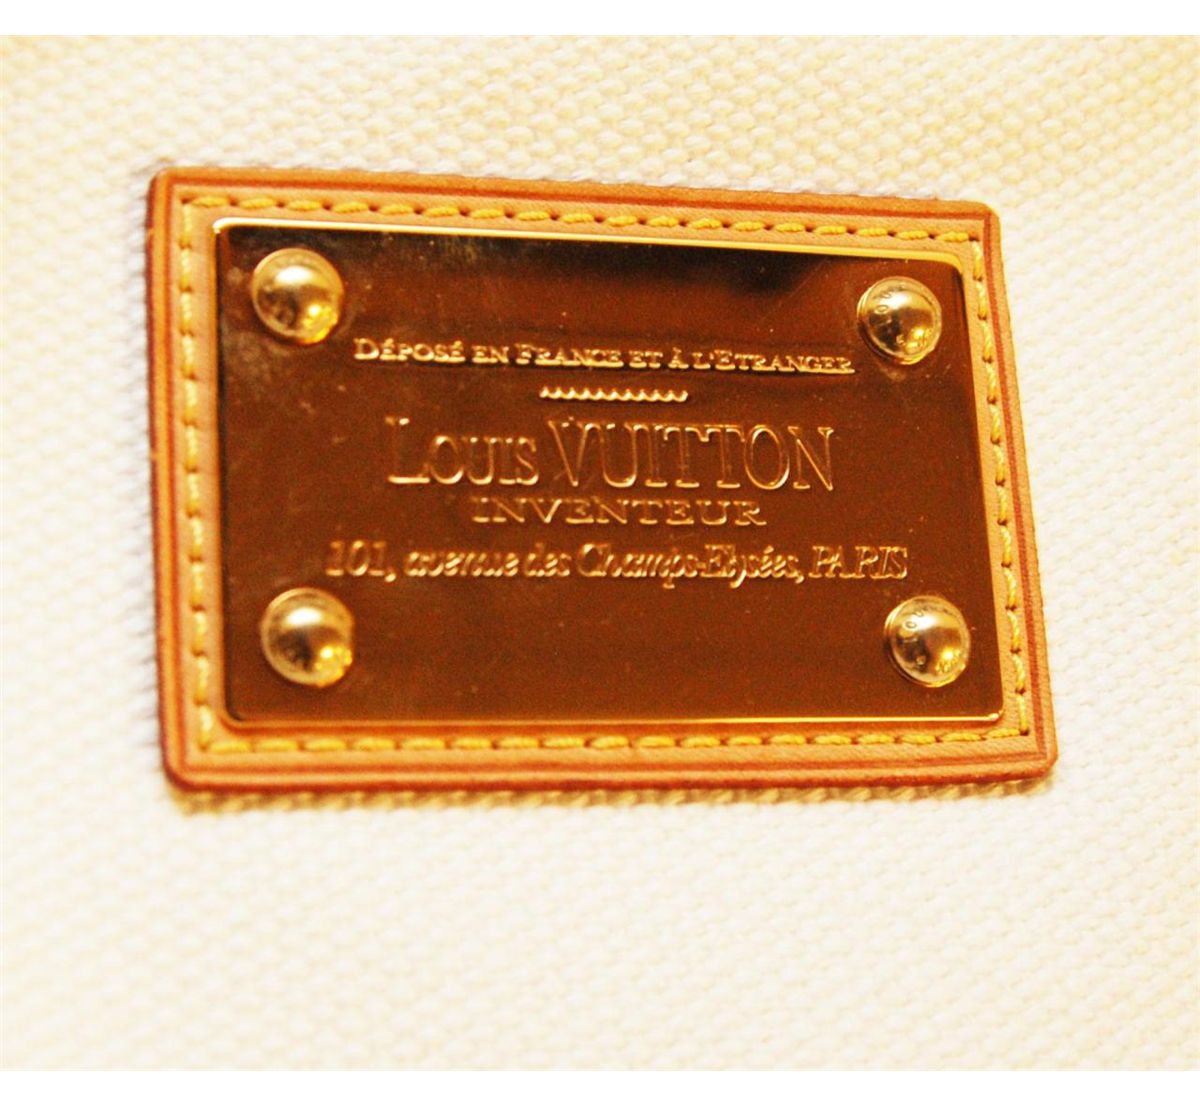 DÉPOSÉ EN FRANCE ET À L'ETRANGER
LOUIS VUITTON
INVENTEUR
101, avenue des Champs-Elysées, PARIS